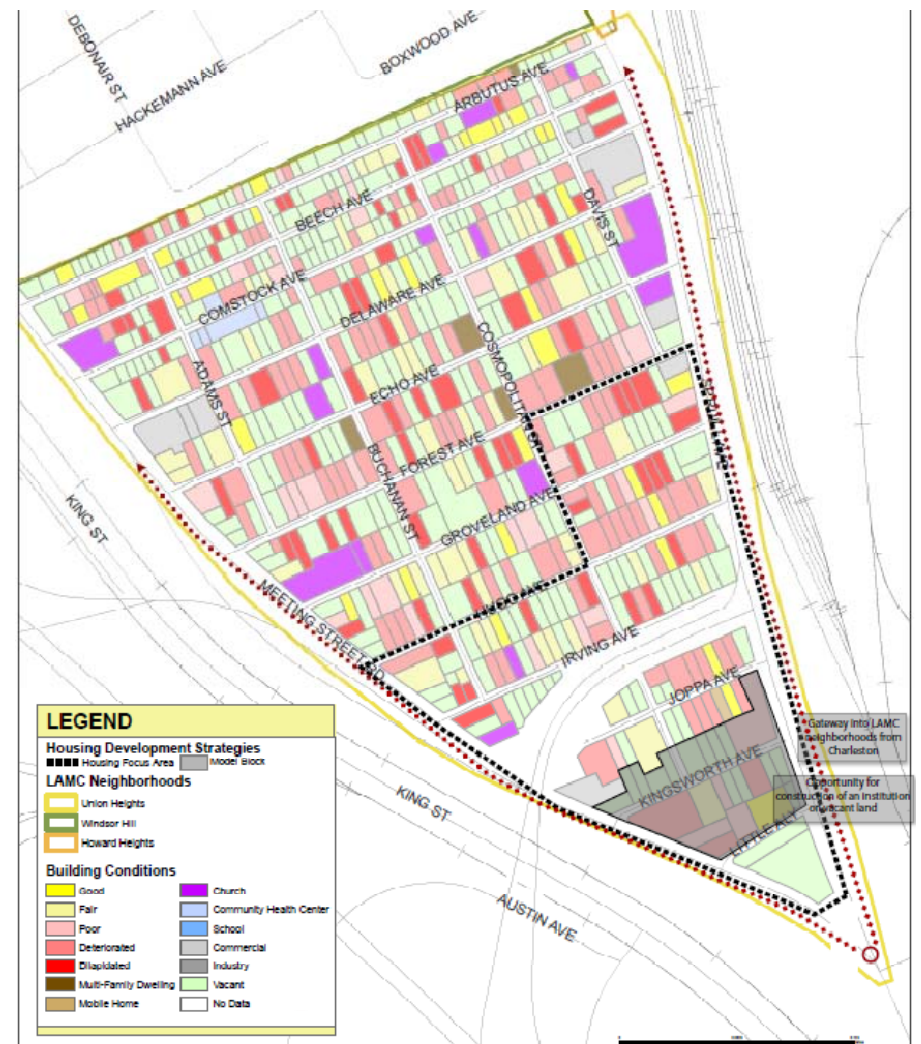 DEBONAIR ST
HACKEMANN AVE
BOXWOOD AVE
ARBUTUS AVE
BEECH AVE
DAVIS ST
COMSTOCK AVE
DELAWARE AVE
COSMOPOLITAN
ADAMS ST
ECHO AVE
BUCHANAN ST
FOREST AVE
GROVELAND AVE
KING ST
MEETING STREET RD
IRVING AVE
JOPPA AVE
KINGSWORTH AVE
KING ST
AUSTIN AVE
Gateway into LAMC
neighborhoods from
Charleston
Opportunity for
construction of an institution
on vacant land
LEGEND
Housing Development Strategies
Housing Focus Area
Model Block
LAMC Neighborhoods
Union Heights
Windsor Hill
Howard Heights
Building Conditions
Good
Fair
Poor
Deterioraited
Dilapidated
Multi-Family Dwelling
Mobile Home
Church
Community Health Center
School
Commercial
Industry
Vacant
No Data